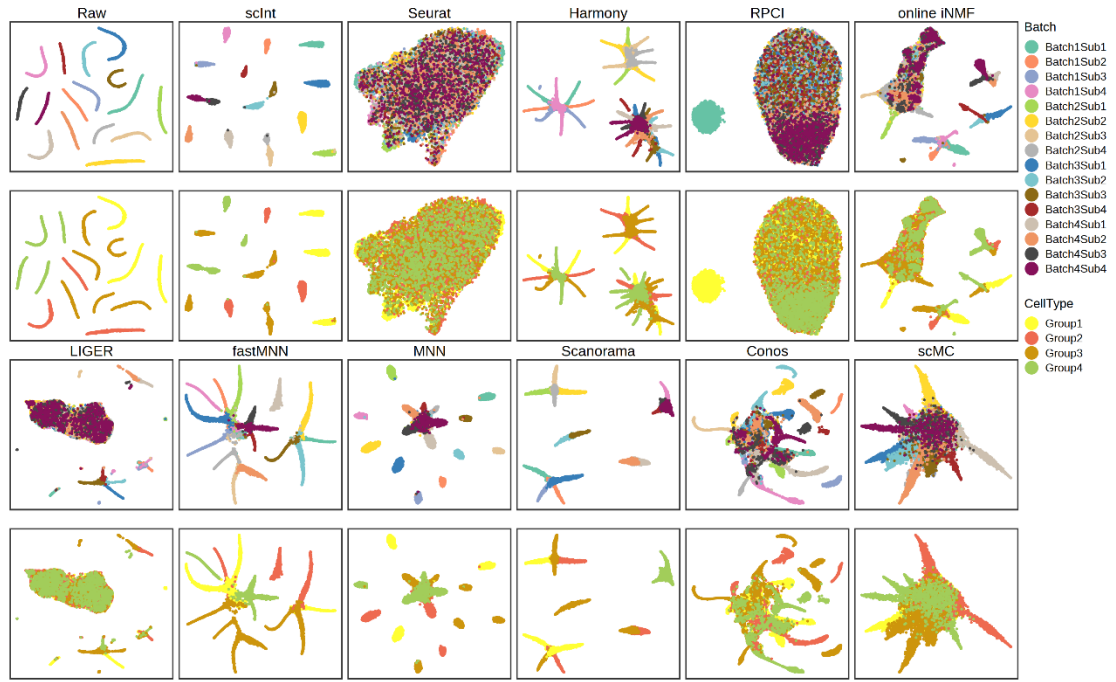 Raw
scInt
Seurat
Harmony
RPCI
online iNMF
Batch
Batch1Sub1
Batch1Sub2
Batch1Sub3
Batch1Sub4
Batch2Sub1
Batch2Sub2
Batch2Sub3
Batch2Sub4
Batch3Sub1
Batch3Sub2
Batch3Sub3
Batch3Sub4
Batch4Sub1
Batch4Sub2
Batch4Sub3
Batch4Sub4
CellType
Group1
Group2
Group3
Group4
LIGER
fastMNN
MNN
Scanorama
Conos
scMC